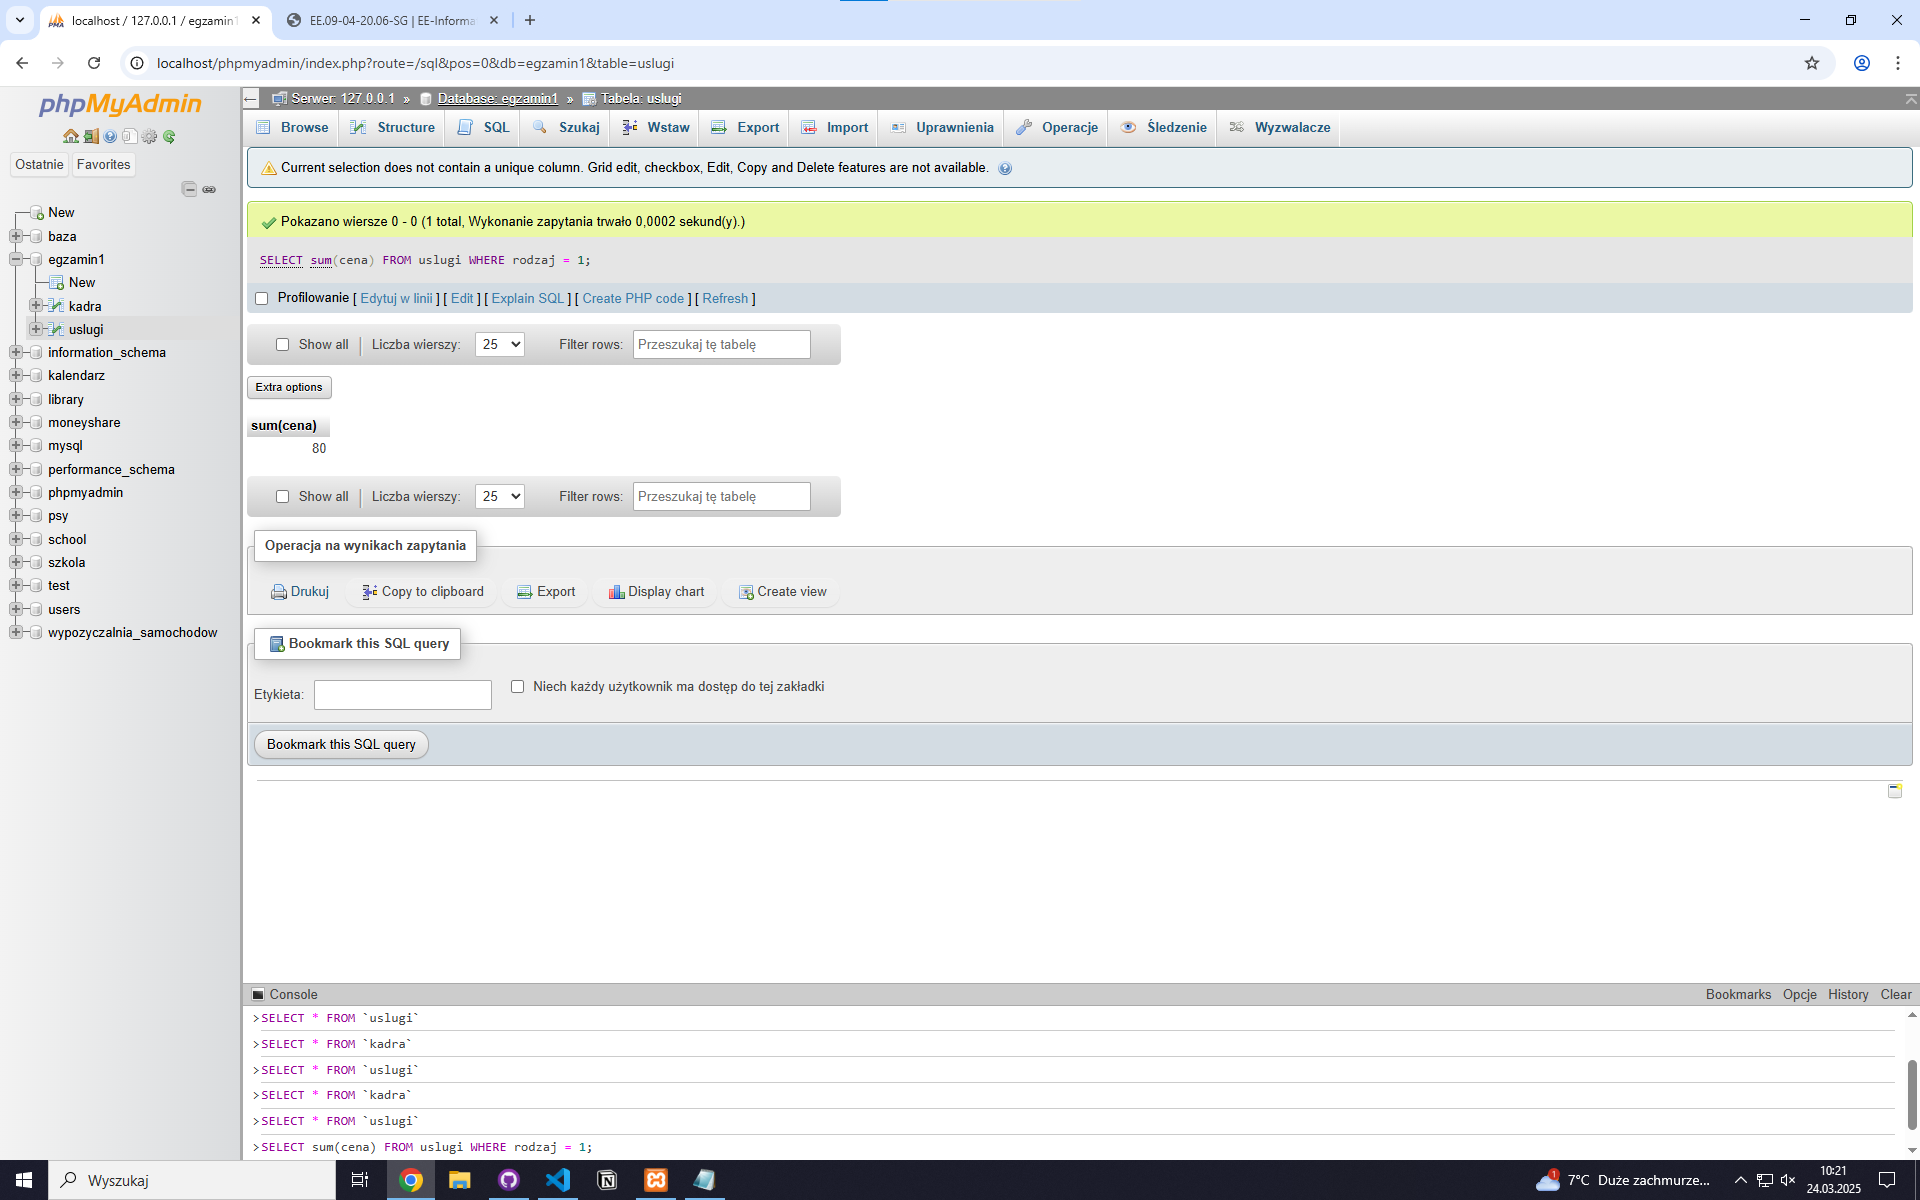 localhost / 127.0.0.1 / egzamin1
EE.09-04-20.06-SG | EE-Informa
localhost/phpmyadmin/index.php?route=/sql&pos=0&db=egzamin1&table=uslugi
phpMyAdmin
Ostatnie
Favorites
New
baza
egzamin1
New
kadra
uslugi
information_schema
kalendarz
library
moneyshare
mysql
performance_schema
phpmyadmin
psy
school
szkola
test
users
wypozyczalnia_samochodow
Serwer: 127.0.0.1 » Database: egzamin1 » Tabela: uslugi
Browse Structure SQL Szukaj Wstaw Export Import Uprawnienia Operacje Śledzenie Wyzwalacze
Current selection does not contain a unique column. Grid edit, checkbox, Edit, Copy and Delete features are not available.
Pokazano wiersze 0 - 0 (1 total, Wykonanie zapytania trwało 0,0002 sekund(y).)
SELECT sum(cena) FROM uslugi WHERE rodzaj = 1;
Profilowanie [ Edytuj w linii ] [ Edit ] [ Explain SQL ] [ Create PHP code ] [ Refresh ]
Show all | Liczba wierszy: 25 Filter rows: Przeszukaj tę tabelę
Extra options
sum(cena)
80
Show all | Liczba wierszy: 25 Filter rows: Przeszukaj tę tabelę
Operacja na wynikach zapytania
Drukuj Copy to clipboard Export Display chart Create view
Bookmark this SQL query
Etykieta: Niech każdy użytkownik ma dostęp do tej zakładki
Bookmark this SQL query
Console Bookmarks Opcje History Clear
>SELECT * FROM `uslugi`
>SELECT * FROM `kadra`
>SELECT * FROM `uslugi`
>SELECT * FROM `kadra`
>SELECT * FROM `uslugi`
>SELECT sum(cena) FROM uslugi WHERE rodzaj = 1;
Wyszukaj
1
7°C Duże zachmurze...
10:21
24.03.2025